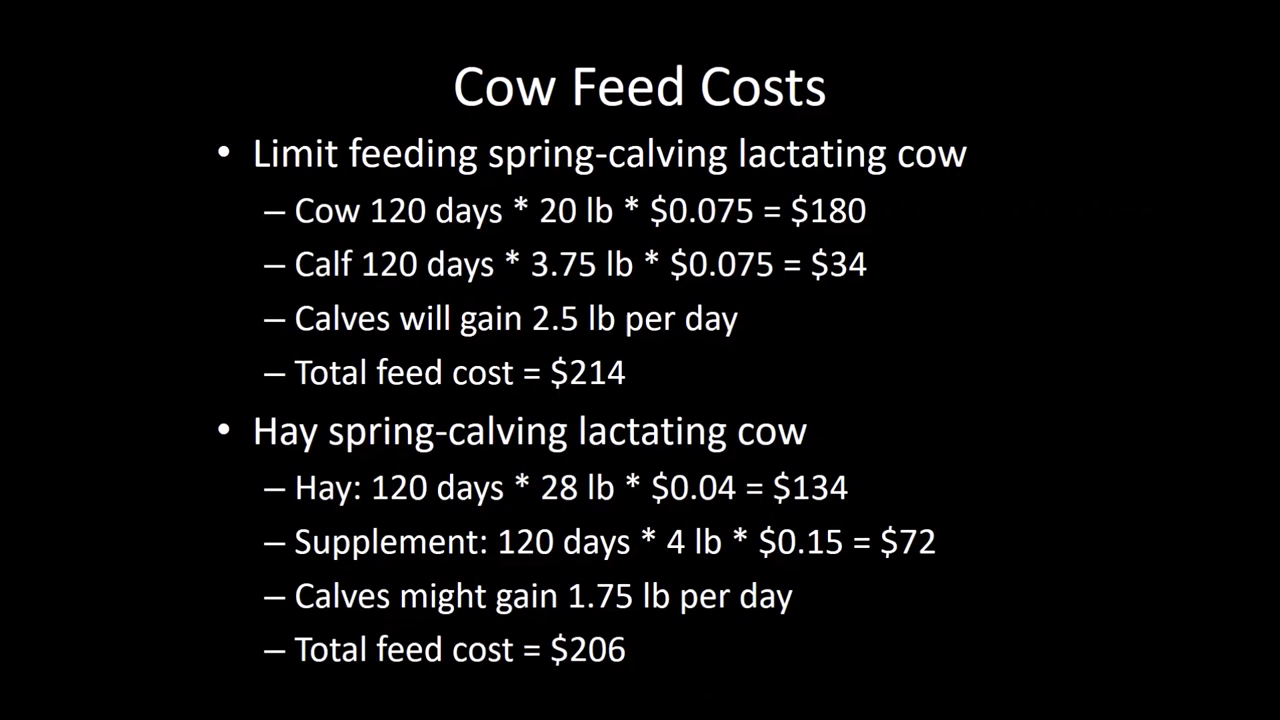 Cow Feed Costs
• Limit feeding spring-calving lactating cow
– Cow 120 days * 20 lb * $0.075 = $180
– Calf 120 days * 3.75 lb * $0.075 = $34
– Calves will gain 2.5 lb per day
– Total feed cost = $214
• Hay spring-calving lactating cow
– Hay: 120 days * 28 lb * $0.04 = $134
– Supplement: 120 days * 4 lb * $0.15 = $72
– Calves might gain 1.75 lb per day
– Total feed cost = $206